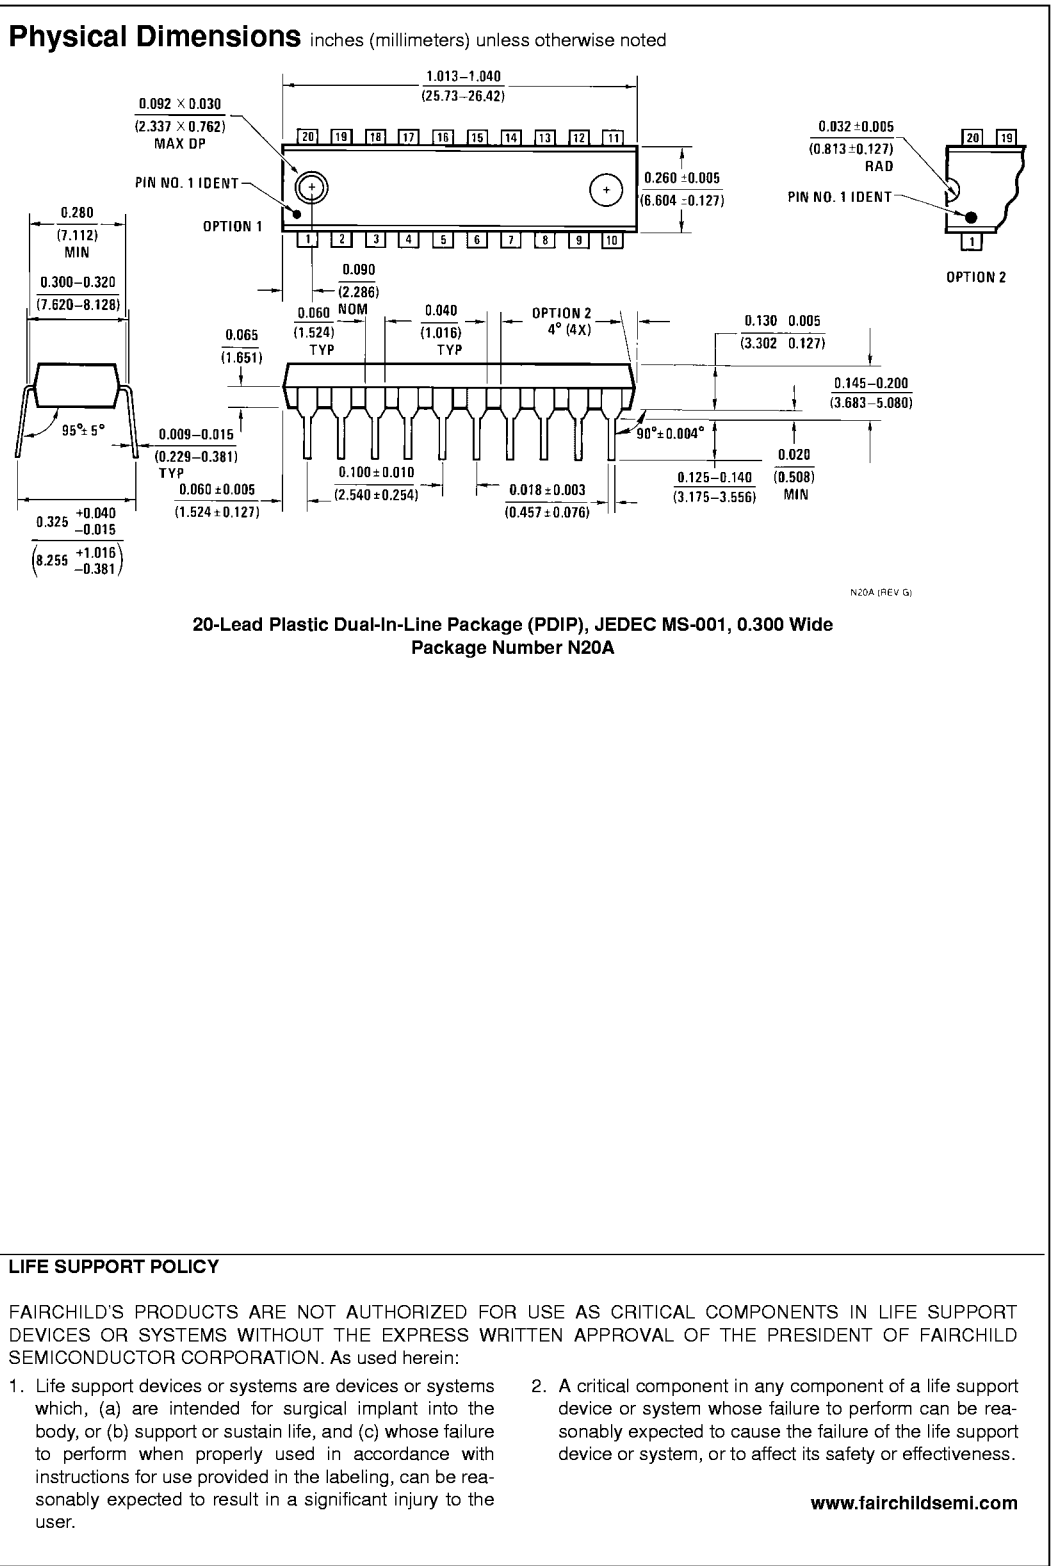 Physical Dimensions inches (millimeters) unless otherwise noted
1.013–1.040
(25.73–26.42)
0.092 × 0.030
(2.337 × 0.762)
MAX DP
20 19 18 17 16 15 14 13 12 11
0.032 ±0.005
(0.813 ±0.127)
RAD
20 19
PIN NO. 1 IDENT
0.260 ±0.005
(6.604 ±0.127)
PIN NO. 1 IDENT
OPTION 1
1 2 3 4 5 6 7 8 9 10
1
OPTION 2
0.280
(7.112)
MIN
0.300–0.320
(7.620–8.128)
0.090
(2.286)
NOM
0.060
(1.524)
TYP
0.040
(1.016)
TYP
OPTION 2
4° (4X)
0.130 0.005
(3.302 0.127)
0.065
(1.651)
0.145–0.200
(3.683–5.080)
95°± 5°
90°±0.004°
0.009–0.015
(0.229–0.381)
TYP
0.100 ± 0.010
(2.540 ± 0.254)
0.020
(0.508)
MIN
0.125–0.140
(3.175–3.556)
0.060 ±0.005
(1.524 ±0.127)
0.018 ±0.003
(0.457 ±0.076)
0.325 +0.040
–0.015
(8.255 +1.016
–0.381)
N20A (REV G)
20-Lead Plastic Dual-In-Line Package (PDIP), JEDEC MS-001, 0.300 Wide
Package Number N20A
LIFE SUPPORT POLICY
FAIRCHILD'S PRODUCTS ARE NOT AUTHORIZED FOR USE AS CRITICAL COMPONENTS IN LIFE SUPPORT
DEVICES OR SYSTEMS WITHOUT THE EXPRESS WRITTEN APPROVAL OF THE PRESIDENT OF FAIRCHILD
SEMICONDUCTOR CORPORATION. As used herein:
1. Life support devices or systems are devices or systems
which, (a) are intended for surgical implant into the
body, or (b) support or sustain life, and (c) whose failure
to perform when properly used in accordance with
instructions for use provided in the labeling, can be rea-
sonably expected to result in a significant injury to the
user.
2. A critical component in any component of a life support
device or system whose failure to perform can be rea-
sonably expected to cause the failure of the life support
device or system, or to affect its safety or effectiveness.
www.fairchildsemi.com